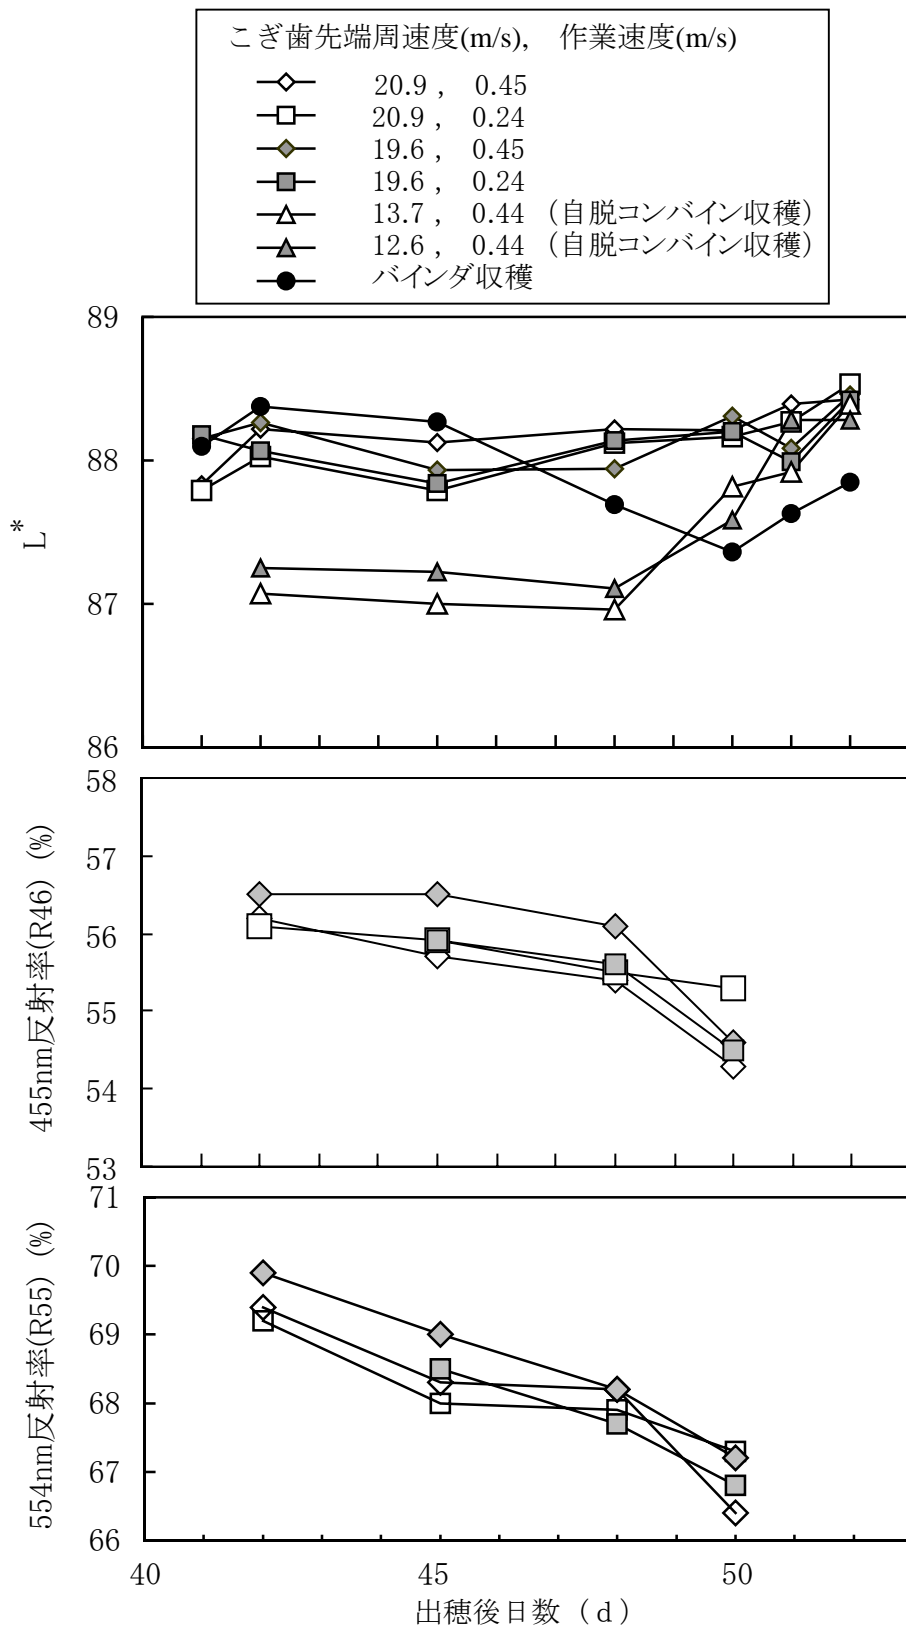 こぎ歯先端周速度(m/s), 作業速度(m/s)
20.9 , 0.45
20.9 , 0.24
19.6 , 0.45
19.6 , 0.24
13.7 , 0.44 (自脱コンバイン収穫)
12.6 , 0.44 (自脱コンバイン収穫)
バインダ収穫
89
88
87
86
L*
58
57
56
55
54
53
455nm反射率(R46) (%)
71
70
69
68
67
66
554nm反射率(R55) (%)
40 45 50
出穂後日数 (d)